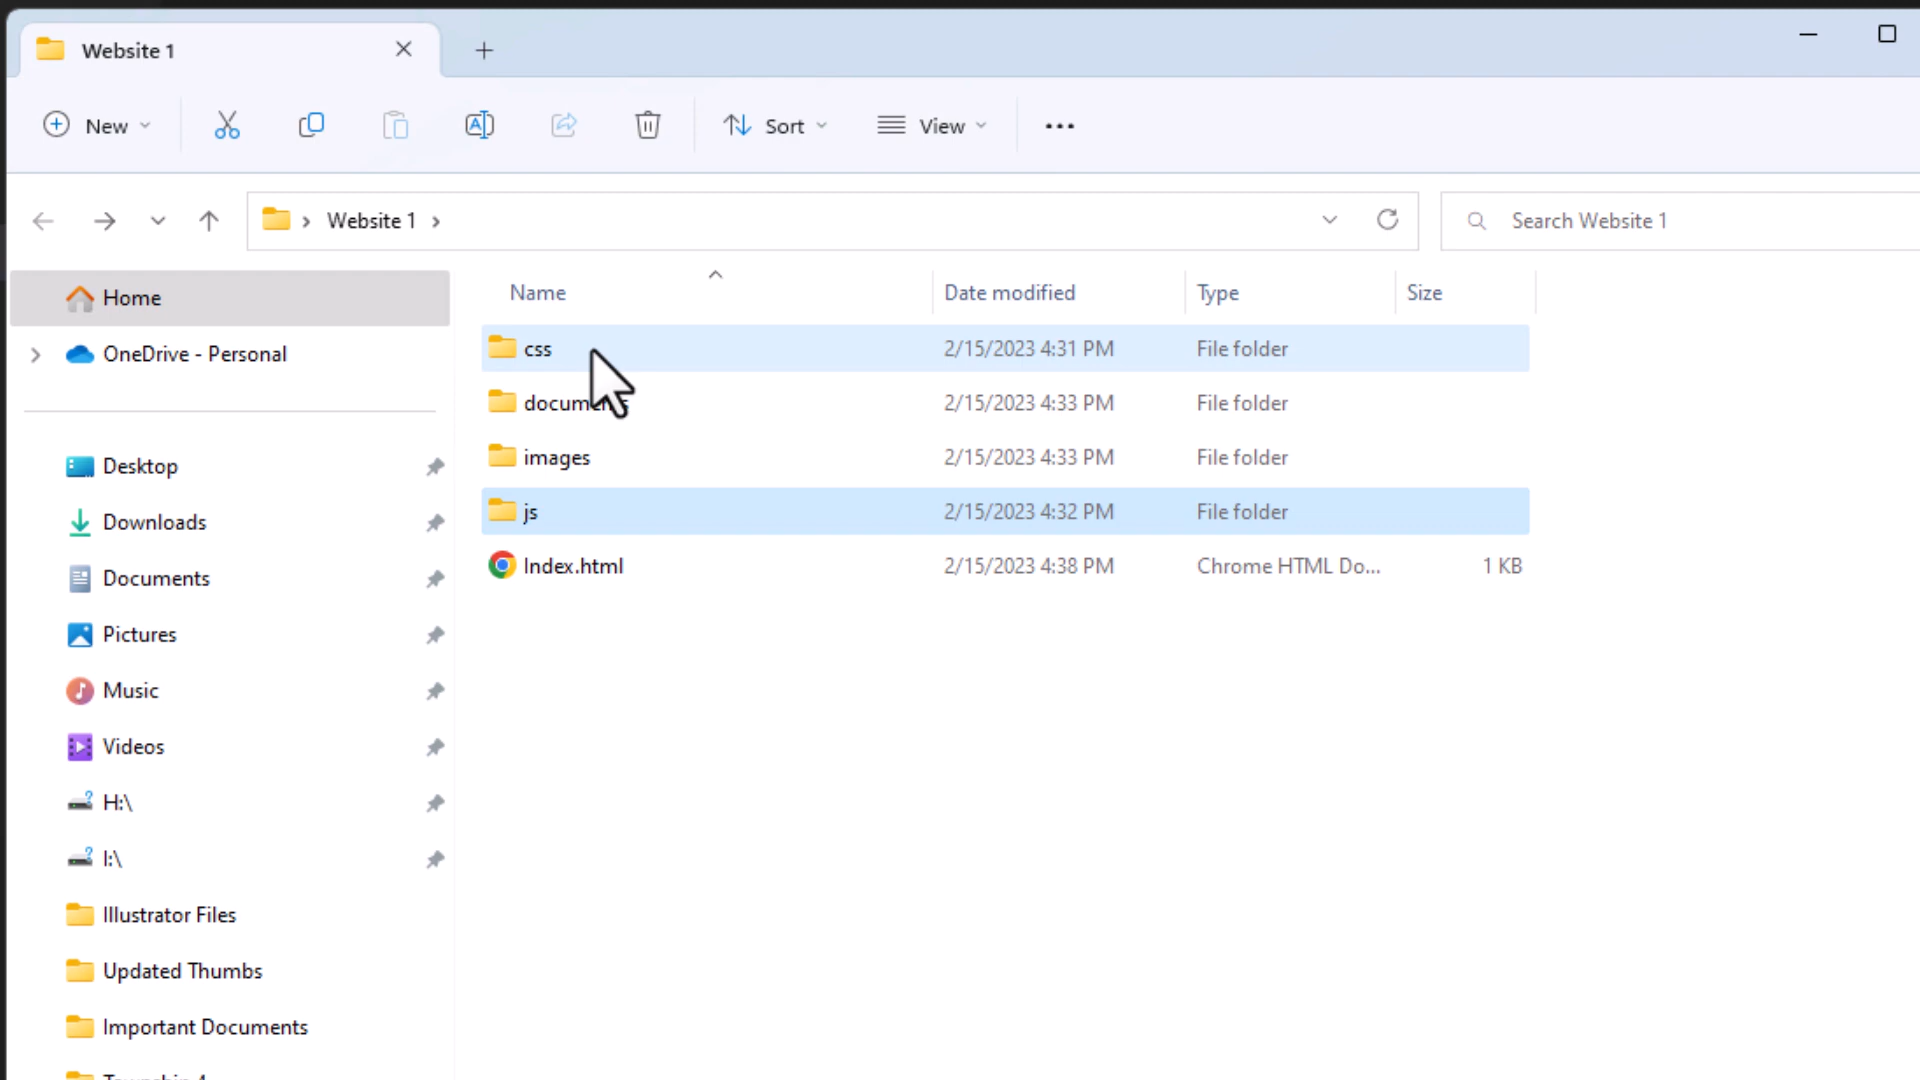 Website 1
New
Sort
View
Website 1
Search Website 1
Home
OneDrive - Personal
Desktop
Downloads
Documents
Pictures
Music
Videos
H:\
I:\
Illustrator Files
Updated Thumbs
Important Documents
Name Date modified Type Size
css 2/15/2023 4:31 PM File folder
2/15/2023 4:33 PM File folder
images 2/15/2023 4:33 PM File folder
js 2/15/2023 4:32 PM File folder
Index.html 2/15/2023 4:38 PM Chrome HTML Do... 1 KB